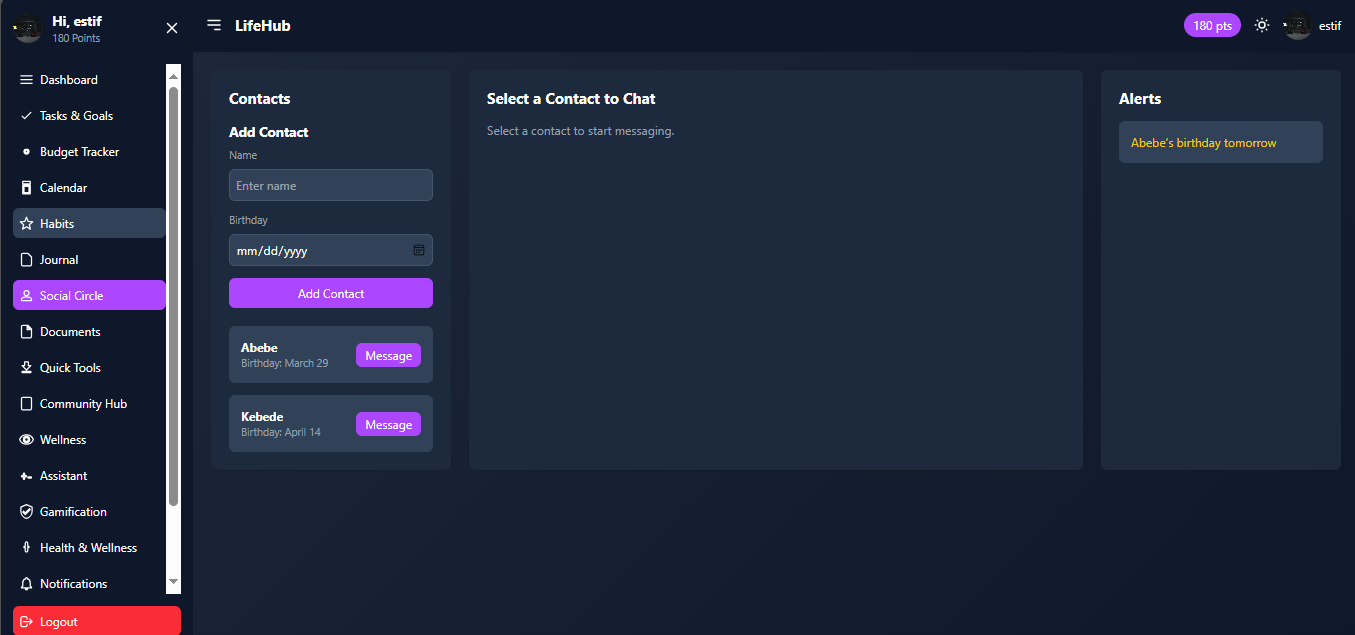 Hi, estif
180 Points
Dashboard
Tasks & Goals
Budget Tracker
Calendar
Habits
Journal
Social Circle
Documents
Quick Tools
Community Hub
Wellness
Assistant
Gamification
Health & Wellness
Notifications
Logout
LifeHub
180 pts
estif
Contacts
Add Contact
Name
Enter name
Birthday
mm/dd/yyyy
Add Contact
Abebe
Birthday: March 29
Message
Kebede
Birthday: April 14
Message
Select a Contact to Chat
Select a contact to start messaging.
Alerts
Abebe's birthday tomorrow